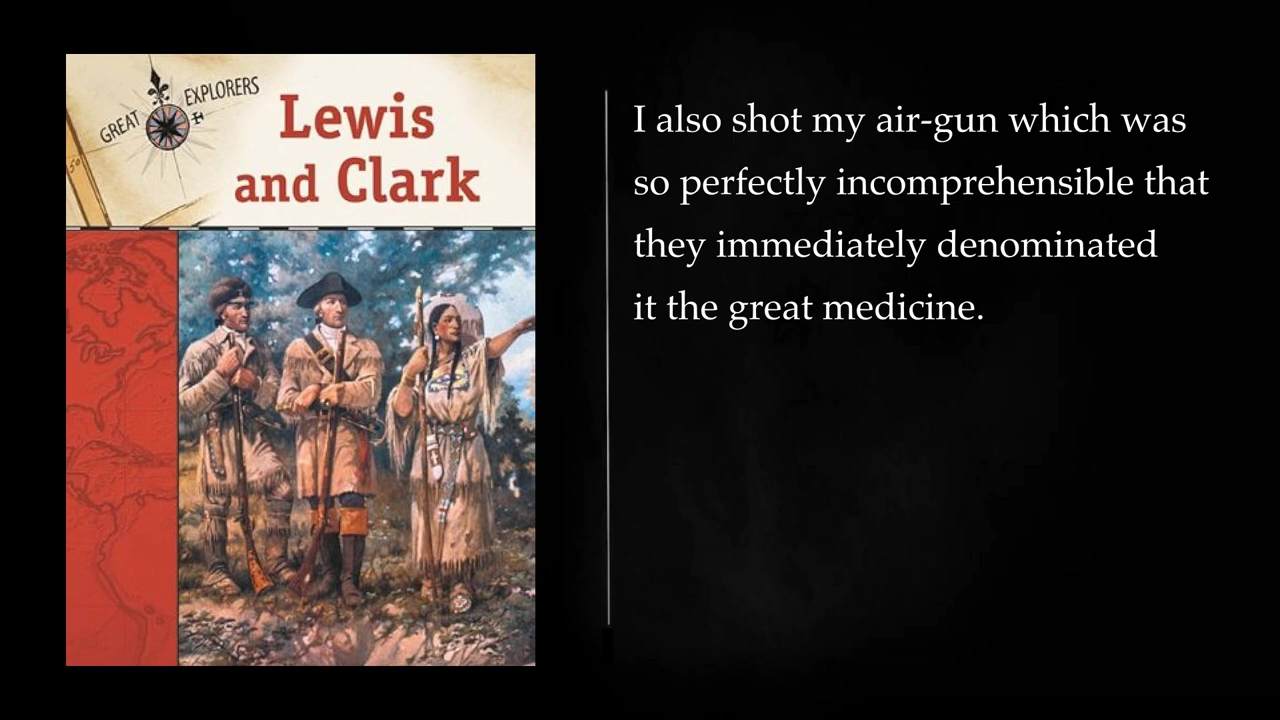 GREAT EXPLORERS
Lewis
and Clark
I also shot my air-gun which was
so perfectly incomprehensible that
they immediately denominated
it the great medicine.